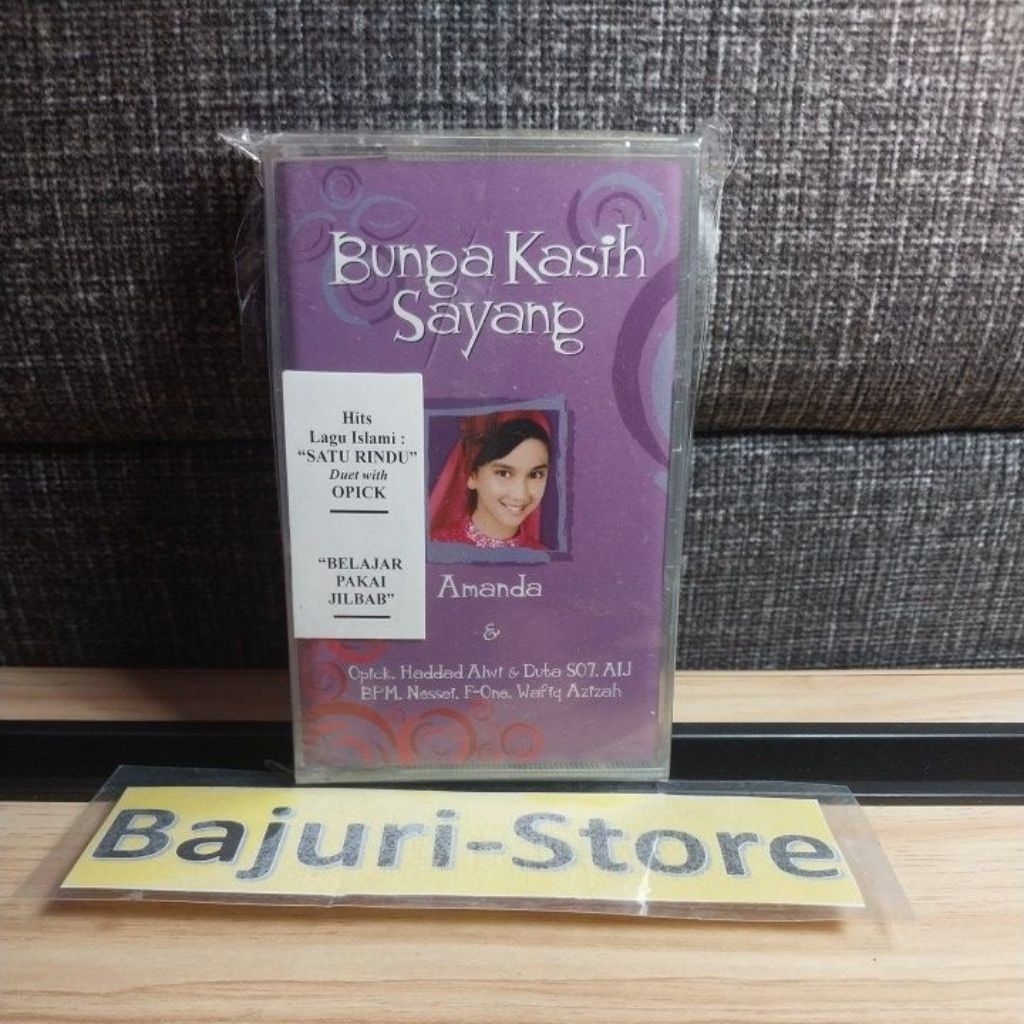 Bunga Kasih
Sayang
Hits
Lagu Islami :
“SATU RINDU”
Duet with
OPICK
“BELAJAR
PAKAI
JILBAB”
Amanda
&
Opick, Haddad Alwi & Duta SO7, AIJ
BPM, Nessei, F-One, Wafiq Azizah
Bajuri-Store